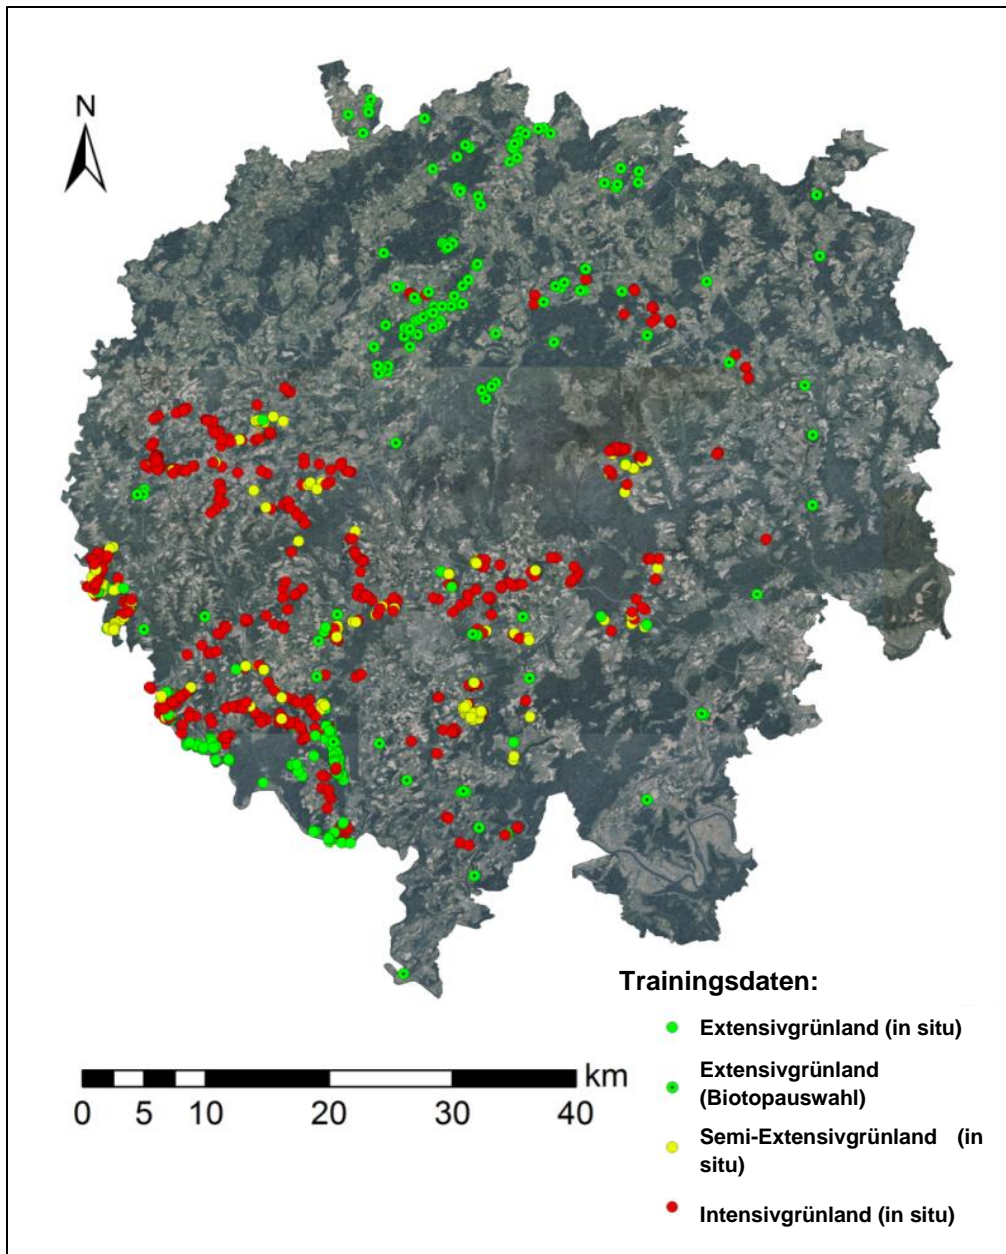 N
Trainingsdaten:
Extensivgrünland (in situ)
Extensivgrünland
(Biotopauswahl)
Semi-Extensivgrünland (in
situ)
Intensivgrünland (in situ)
km
0 5 10 20 30 40